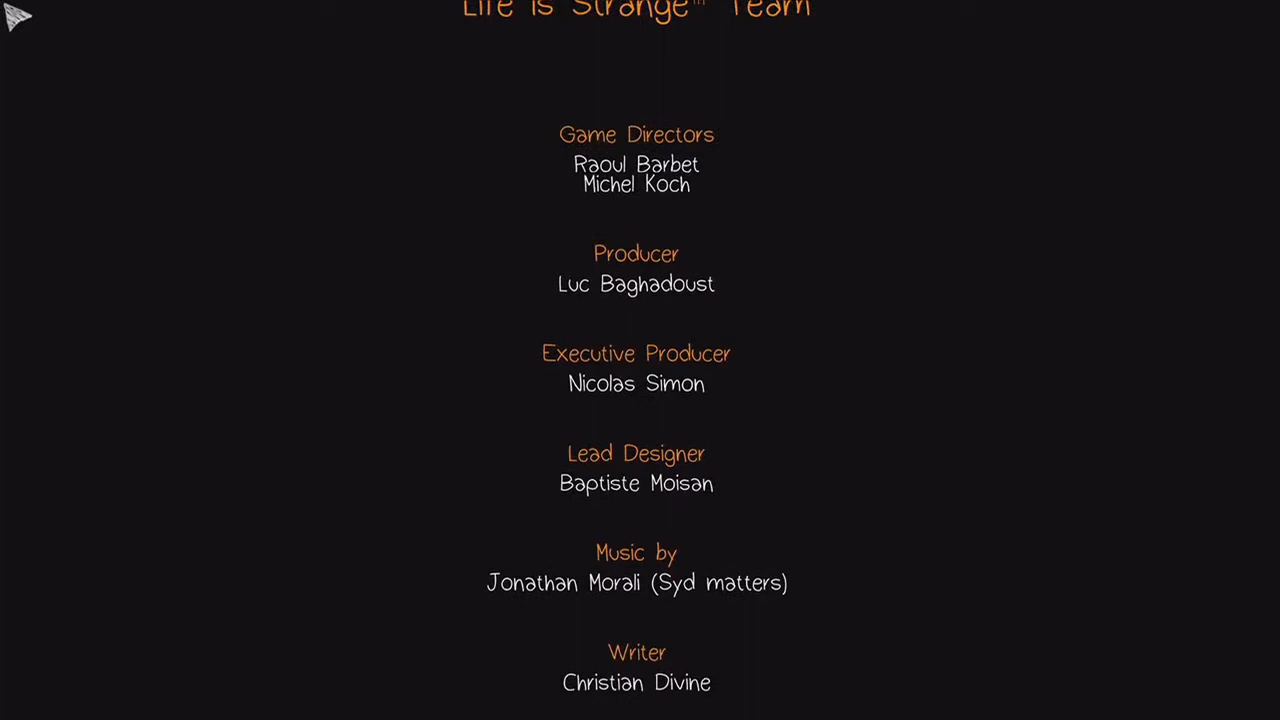 Life is Strange™ Team
Game Directors
Raoul Barbet
Michel Koch
Producer
Luc Baghadoust
Executive Producer
Nicolas Simon
Lead Designer
Baptiste Moisan
Music by
Jonathan Morali (Syd matters)
Writer
Christian Divine